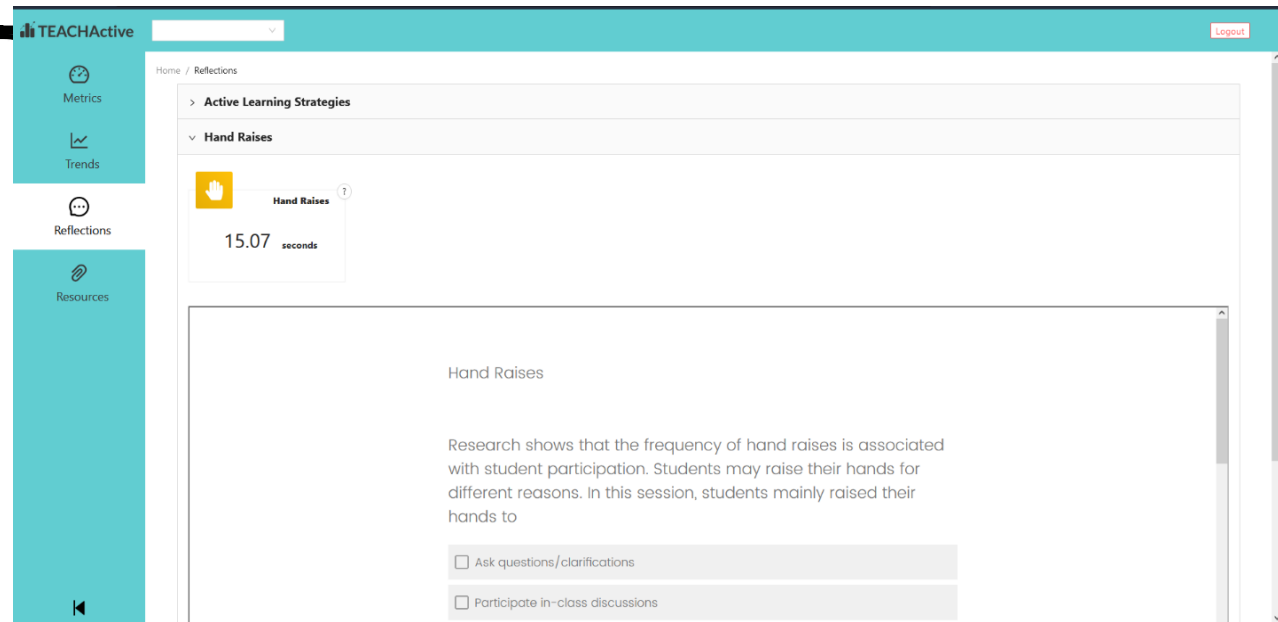 TEACHActive
Logout
Metrics
Trends
Reflections
Resources
Home / Reflections
> Active Learning Strategies
Hand Raises
?
Hand Raises
15.07 seconds
Hand Raises
Research shows that the frequency of hand raises is associated
with student participation. Students may raise their hands for
different reasons. In this session, students mainly raised their
hands to
Ask questions/clarifications
Participate in-class discussions